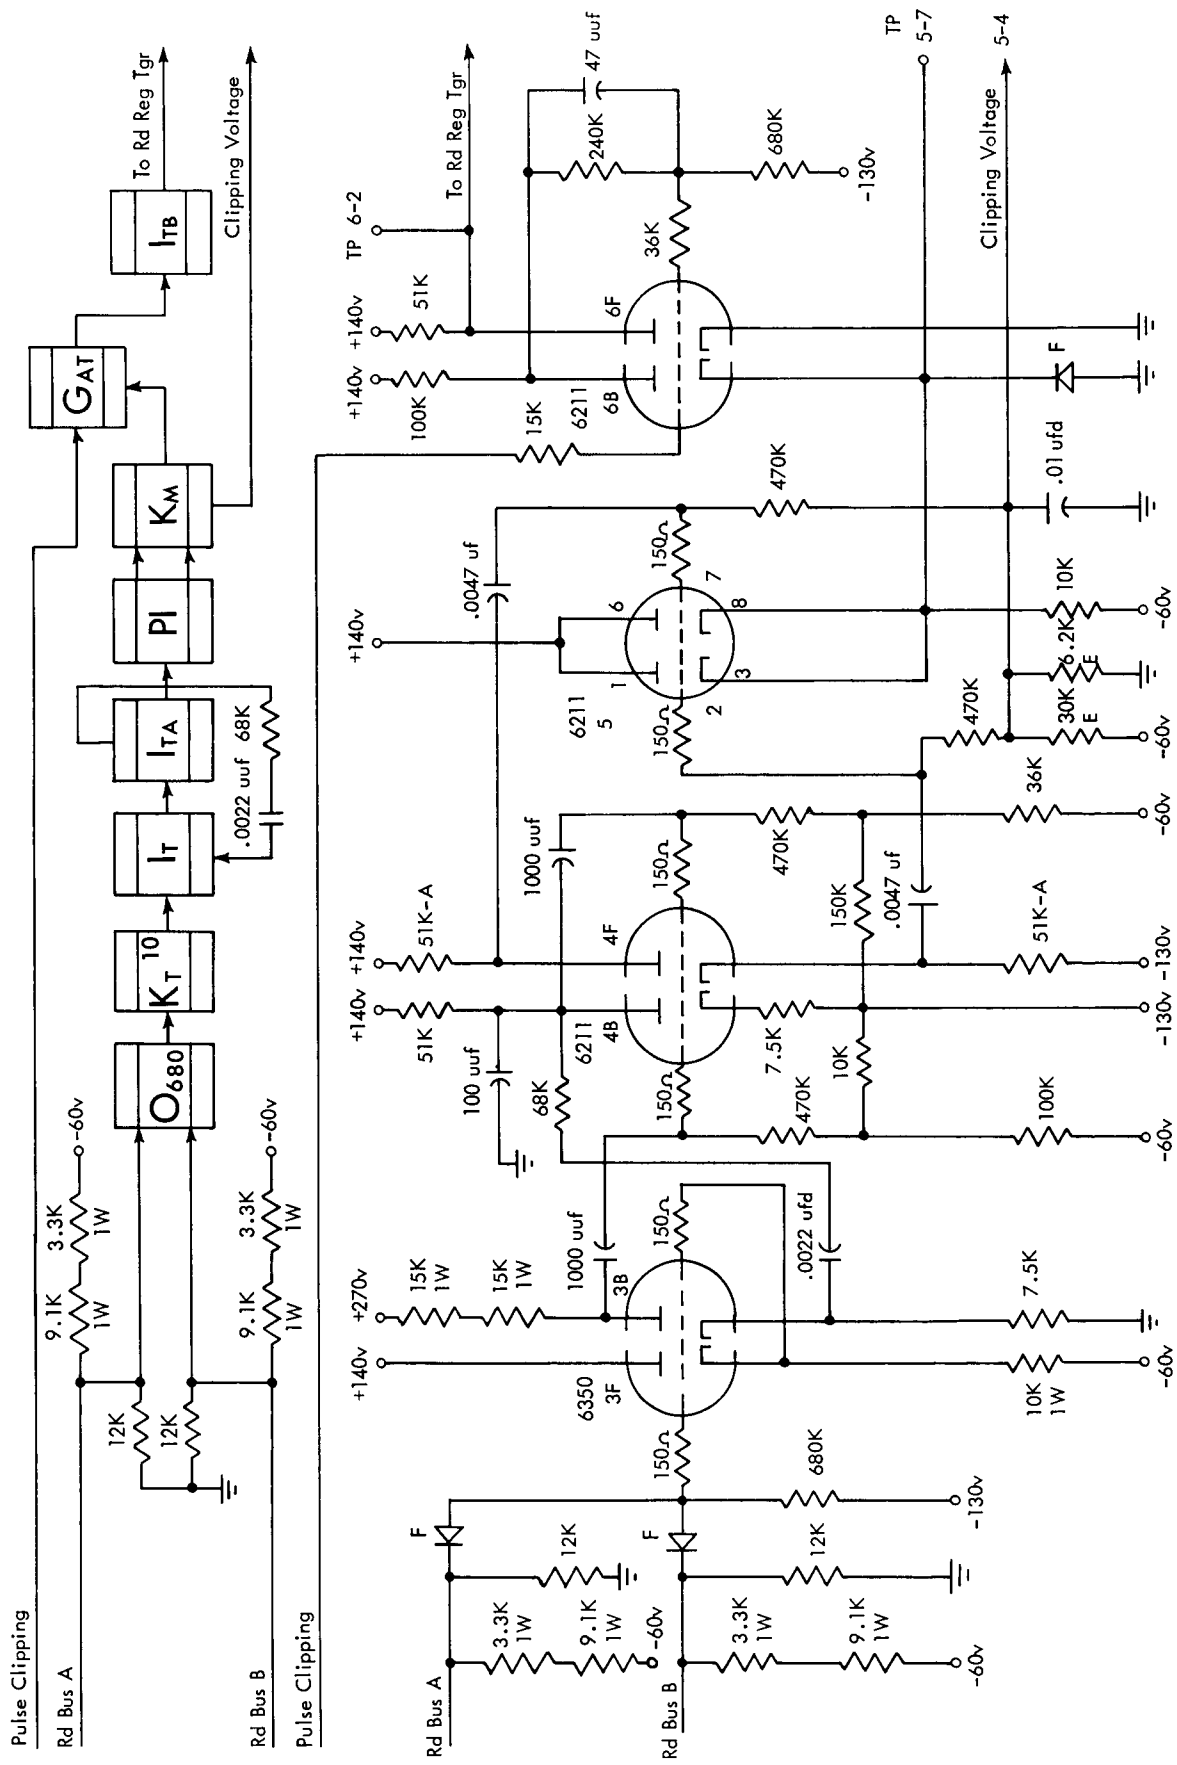 Pulse Clipping
Rd Bus A
9.1K
1W
3.3K
1W
-60v
12K
12K
Rd Bus B
9.1K
1W
3.3K
1W
-60v
O680
KT 10
IT
ITA
.0022 uuf
68K
PI
KM
GAT
ITB
To Rd Reg Tgr
Clipping Voltage
Pulse Clipping
Rd Bus A
F
3.3K
1W
9.1K
1W
-60v
12K
Rd Bus B
F
3.3K
1W
9.1K
1W
-60v
12K
680K
-130v
150Ω
+140v
+270v
15K
1W
15K
1W
6350
3F
3B
150Ω
10K
1W
-60v
7.5K
1000 uuf
.0022 ufd
100 uuf
68K
+140v
51K
+140v
51K-A
6211
4B
4F
150Ω
150Ω
1000 uuf
470K
100K
-60v
10K
7.5K
-130v
150K
470K
36K
-60v
.0047 uf
51K-A
-130v
.0047 uf
+140v
6211
5
1
6
150Ω
150Ω
2
3
8
7
470K
470K
30K
E
-60v
6.2K
E
10K
-60v
.01 ufd
Clipping Voltage
5-4
15K
+140v
100K
+140v
51K
6211
6B
6F
TP 6-2
To Rd Reg Tgr
36K
240K
47 uuf
680K
-130v
F
TP
5-7